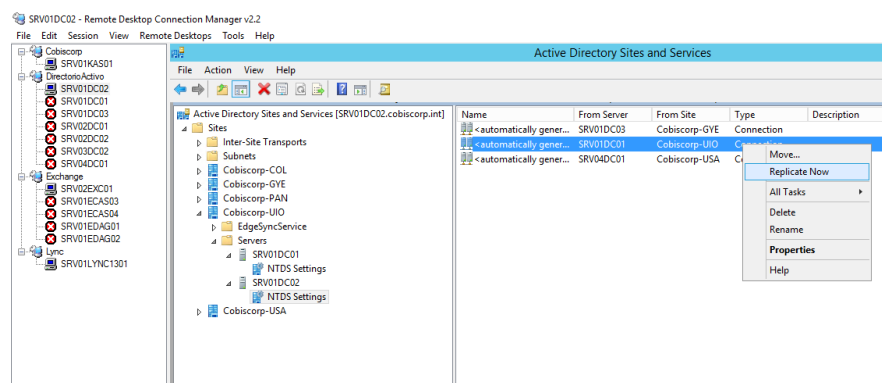 SRV01DC02 - Remote Desktop Connection Manager v2.2
File Edit Session View Remote Desktops Tools Help
Cobiscorp
SRV01KAS01
DirectorioActivo
SRV01DC02
SRV01DC01
SRV01DC03
SRV02DC01
SRV02DC02
SRV03DC02
SRV04DC01
Exchange
SRV02EXC01
SRV01ECAS03
SRV01ECAS04
SRV01EDAG01
SRV01EDAG02
Lync
SRV01LYNC1301
Active Directory Sites and Services
File Action View Help
Active Directory Sites and Services [SRV01DC02.cobiscorp.int]
Sites
Inter-Site Transports
Subnets
Cobiscorp-COL
Cobiscorp-GYE
Cobiscorp-PAN
Cobiscorp-UIO
EdgeSyncService
Servers
SRV01DC01
NTDS Settings
SRV01DC02
NTDS Settings
Cobiscorp-USA
Name From Server From Site Type Description
<automatically gener... SRV01DC03 Cobiscorp-GYE Connection
<automatically gener... SRV01DC01 Cobiscorp-UIO Connection
<automatically gener... SRV04DC01 Cobiscorp-USA
Move...
Replicate Now
All Tasks
Delete
Rename
Properties
Help